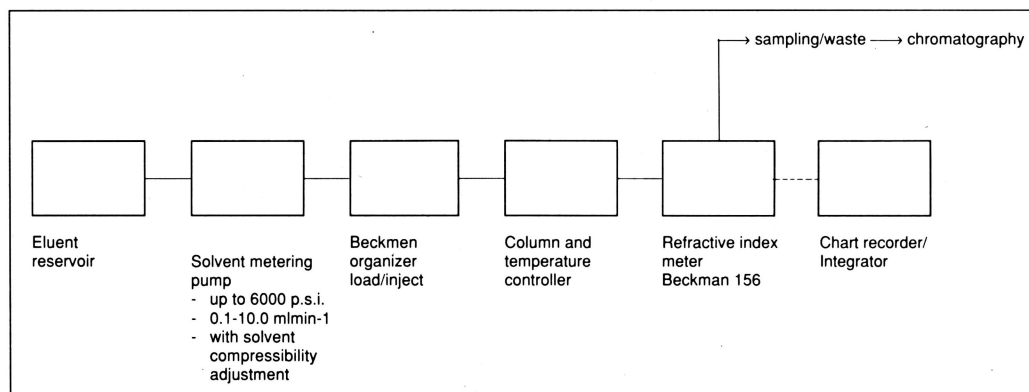 sampling/waste → chromatography
Eluent
reservoir
Solvent metering
pump
- up to 6000 p.s.i.
- 0.1-10.0 mlmin-1
- with solvent
compressibility
adjustment
Beckmen
organizer
load/inject
Column and
temperature
controller
Refractive index
meter
Beckman 156
Chart recorder/
Integrator